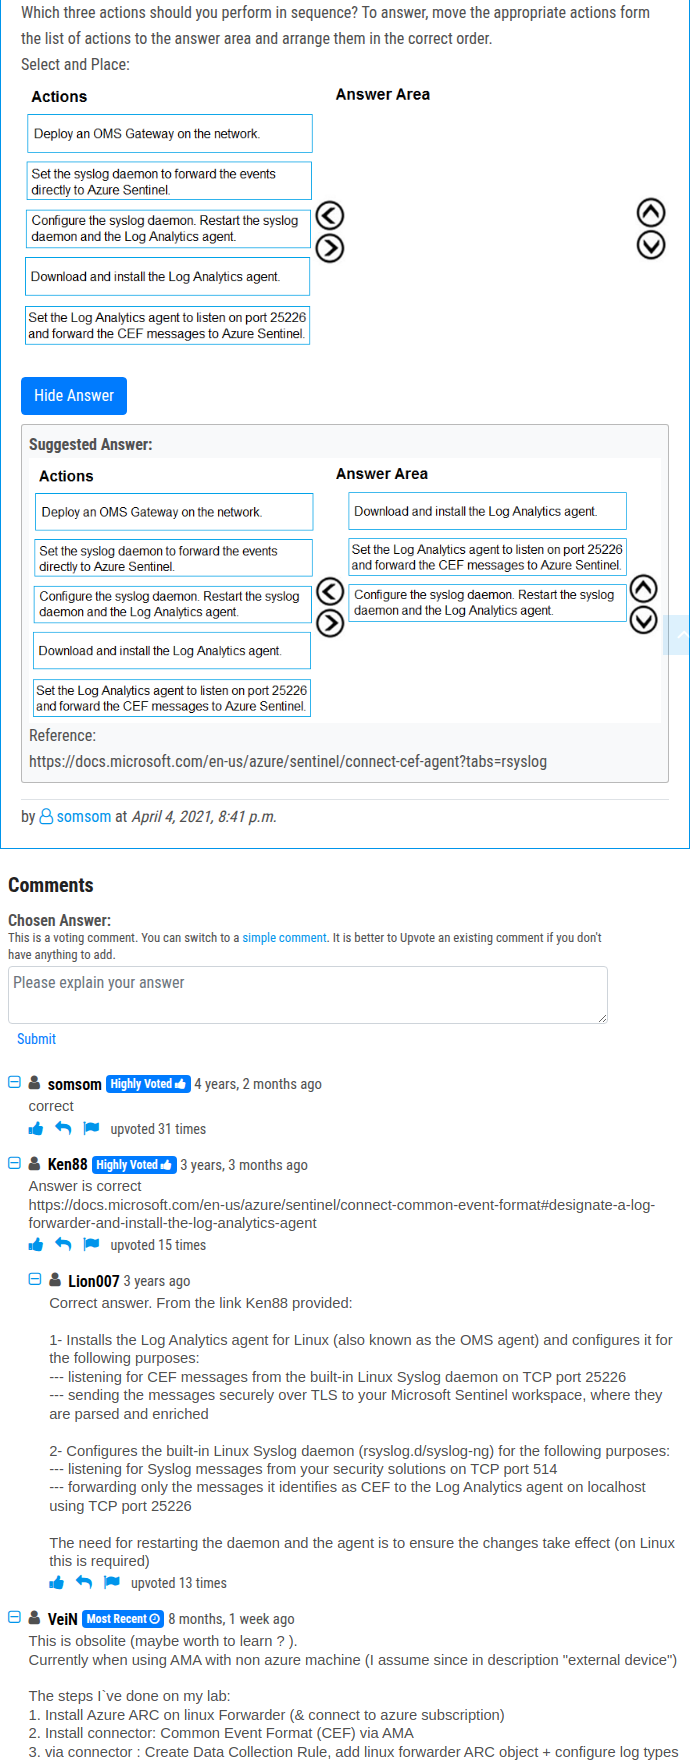 Which three actions should you perform in sequence? To answer, move the appropriate actions form
the list of actions to the answer area and arrange them in the correct order.
Select and Place:
Actions
Answer Area
Deploy an OMS Gateway on the network.
Set the syslog daemon to forward the events
directly to Azure Sentinel.
Configure the syslog daemon. Restart the syslog
daemon and the Log Analytics agent.
Download and install the Log Analytics agent.
Set the Log Analytics agent to listen on port 25226
and forward the CEF messages to Azure Sentinel.
Hide Answer
Suggested Answer:
Actions
Answer Area
Deploy an OMS Gateway on the network.
Set the syslog daemon to forward the events
directly to Azure Sentinel.
Configure the syslog daemon. Restart the syslog
daemon and the Log Analytics agent.
Download and install the Log Analytics agent.
Set the Log Analytics agent to listen on port 25226
and forward the CEF messages to Azure Sentinel.
Download and install the Log Analytics agent.
Set the Log Analytics agent to listen on port 25226
and forward the CEF messages to Azure Sentinel.
Configure the syslog daemon. Restart the syslog
daemon and the Log Analytics agent.
Reference:
https://docs.microsoft.com/en-us/azure/sentinel/connect-cef-agent?tabs=rsyslog
by somsom at April 4, 2021, 8:41 p.m.
Comments
Chosen Answer:
This is a voting comment. You can switch to a simple comment. It is better to Upvote an existing comment if you don't
have anything to add.
Please explain your answer
Submit
somsom Highly Voted 4 years, 2 months ago
correct
upvoted 31 times
Ken88 Highly Voted 3 years, 3 months ago
Answer is correct
https://docs.microsoft.com/en-us/azure/sentinel/connect-common-event-format#designate-a-log-
forwarder-and-install-the-log-analytics-agent
upvoted 15 times
Lion007 3 years ago
Correct answer. From the link Ken88 provided:
1- Installs the Log Analytics agent for Linux (also known as the OMS agent) and configures it for
the following purposes:
--- listening for CEF messages from the built-in Linux Syslog daemon on TCP port 25226
--- sending the messages securely over TLS to your Microsoft Sentinel workspace, where they
are parsed and enriched
2- Configures the built-in Linux Syslog daemon (rsyslog.d/syslog-ng) for the following purposes:
--- listening for Syslog messages from your security solutions on TCP port 514
--- forwarding only the messages it identifies as CEF to the Log Analytics agent on localhost
using TCP port 25226
The need for restarting the daemon and the agent is to ensure the changes take effect (on Linux
this is required)
upvoted 13 times
VeiN Most Recent 8 months, 1 week ago
This is obsolite (maybe worth to learn ? ).
Currently when using AMA with non azure machine (I assume since in description "external device")
The steps I`ve done on my lab:
1. Install Azure ARC on linux Forwarder (& connect to azure subscription)
2. Install connector: Common Event Format (CEF) via AMA
3. via connector : Create Data Collection Rule, add linux forwarder ARC object + configure log types